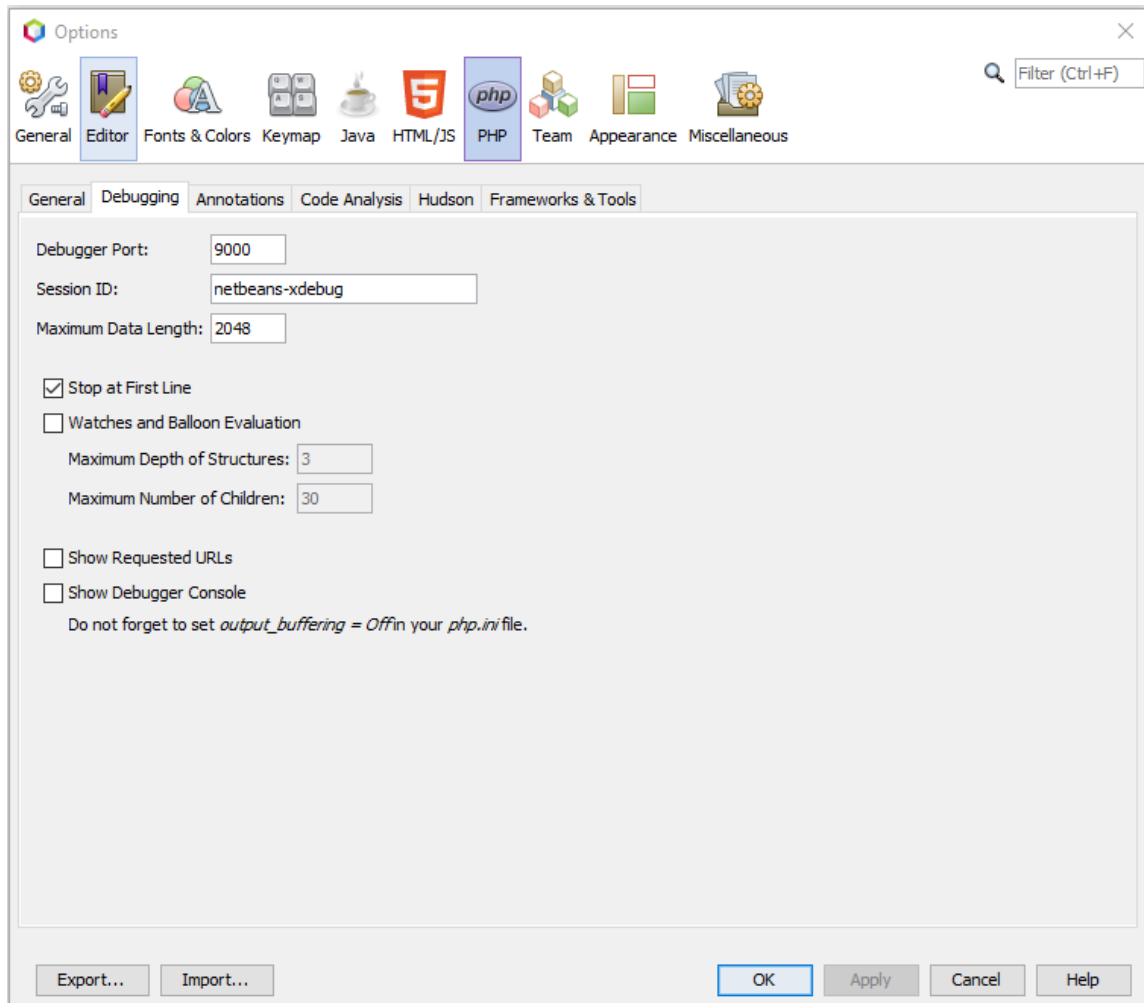 Options
Filter (Ctrl+F)
General Editor Fonts & Colors Keymap Java HTML/JS PHP Team Appearance Miscellaneous
General Debugging Annotations Code Analysis Hudson Frameworks & Tools
Debugger Port: 9000
Session ID: netbeans-xdebug
Maximum Data Length: 2048
Stop at First Line
Watches and Balloon Evaluation
Maximum Depth of Structures: 3
Maximum Number of Children: 30
Show Requested URLs
Show Debugger Console
Do not forget to set output_buffering = Off in your php.ini file.
Export... Import... OK Apply Cancel Help